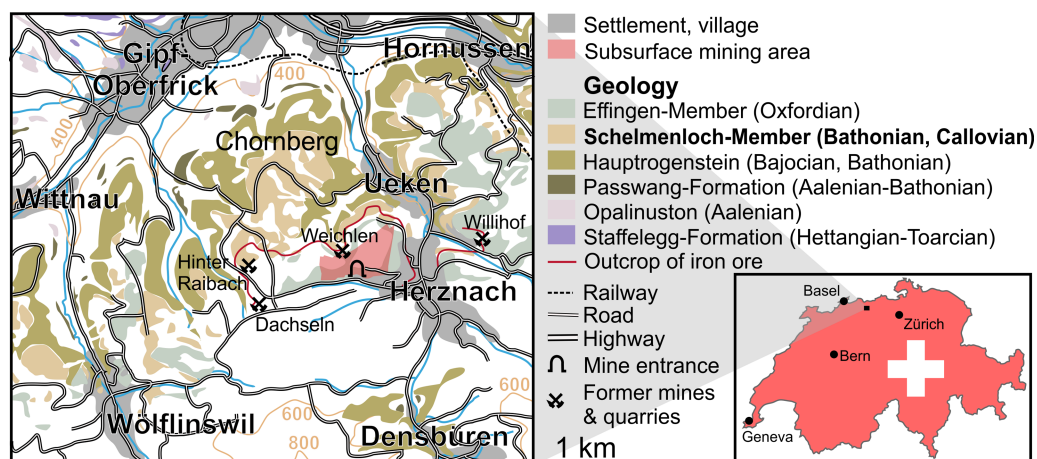 Gipf-
Oberfrick
Hornussen
400
400
Chornberg
Ueken
Wittnau
Willihof
Weichlen
Hinter
Raibach
Herznach
Dachseln
600
600
Wölflinswil
800
Densbüren
Settlement, village
Subsurface mining area
Geology
Effingen-Member (Oxfordian)
Schelmenloch-Member (Bathonian, Callovian)
Hauptrogenstein (Bajocian, Bathonian)
Passwang-Formation (Aalenian-Bathonian)
Opalinuston (Aalenian)
Staffelegg-Formation (Hettangian-Toarcian)
Outcrop of iron ore
Railway
Road
Highway
Mine entrance
Former mines
& quarries
1 km
Basel
Zürich
Bern
Geneva